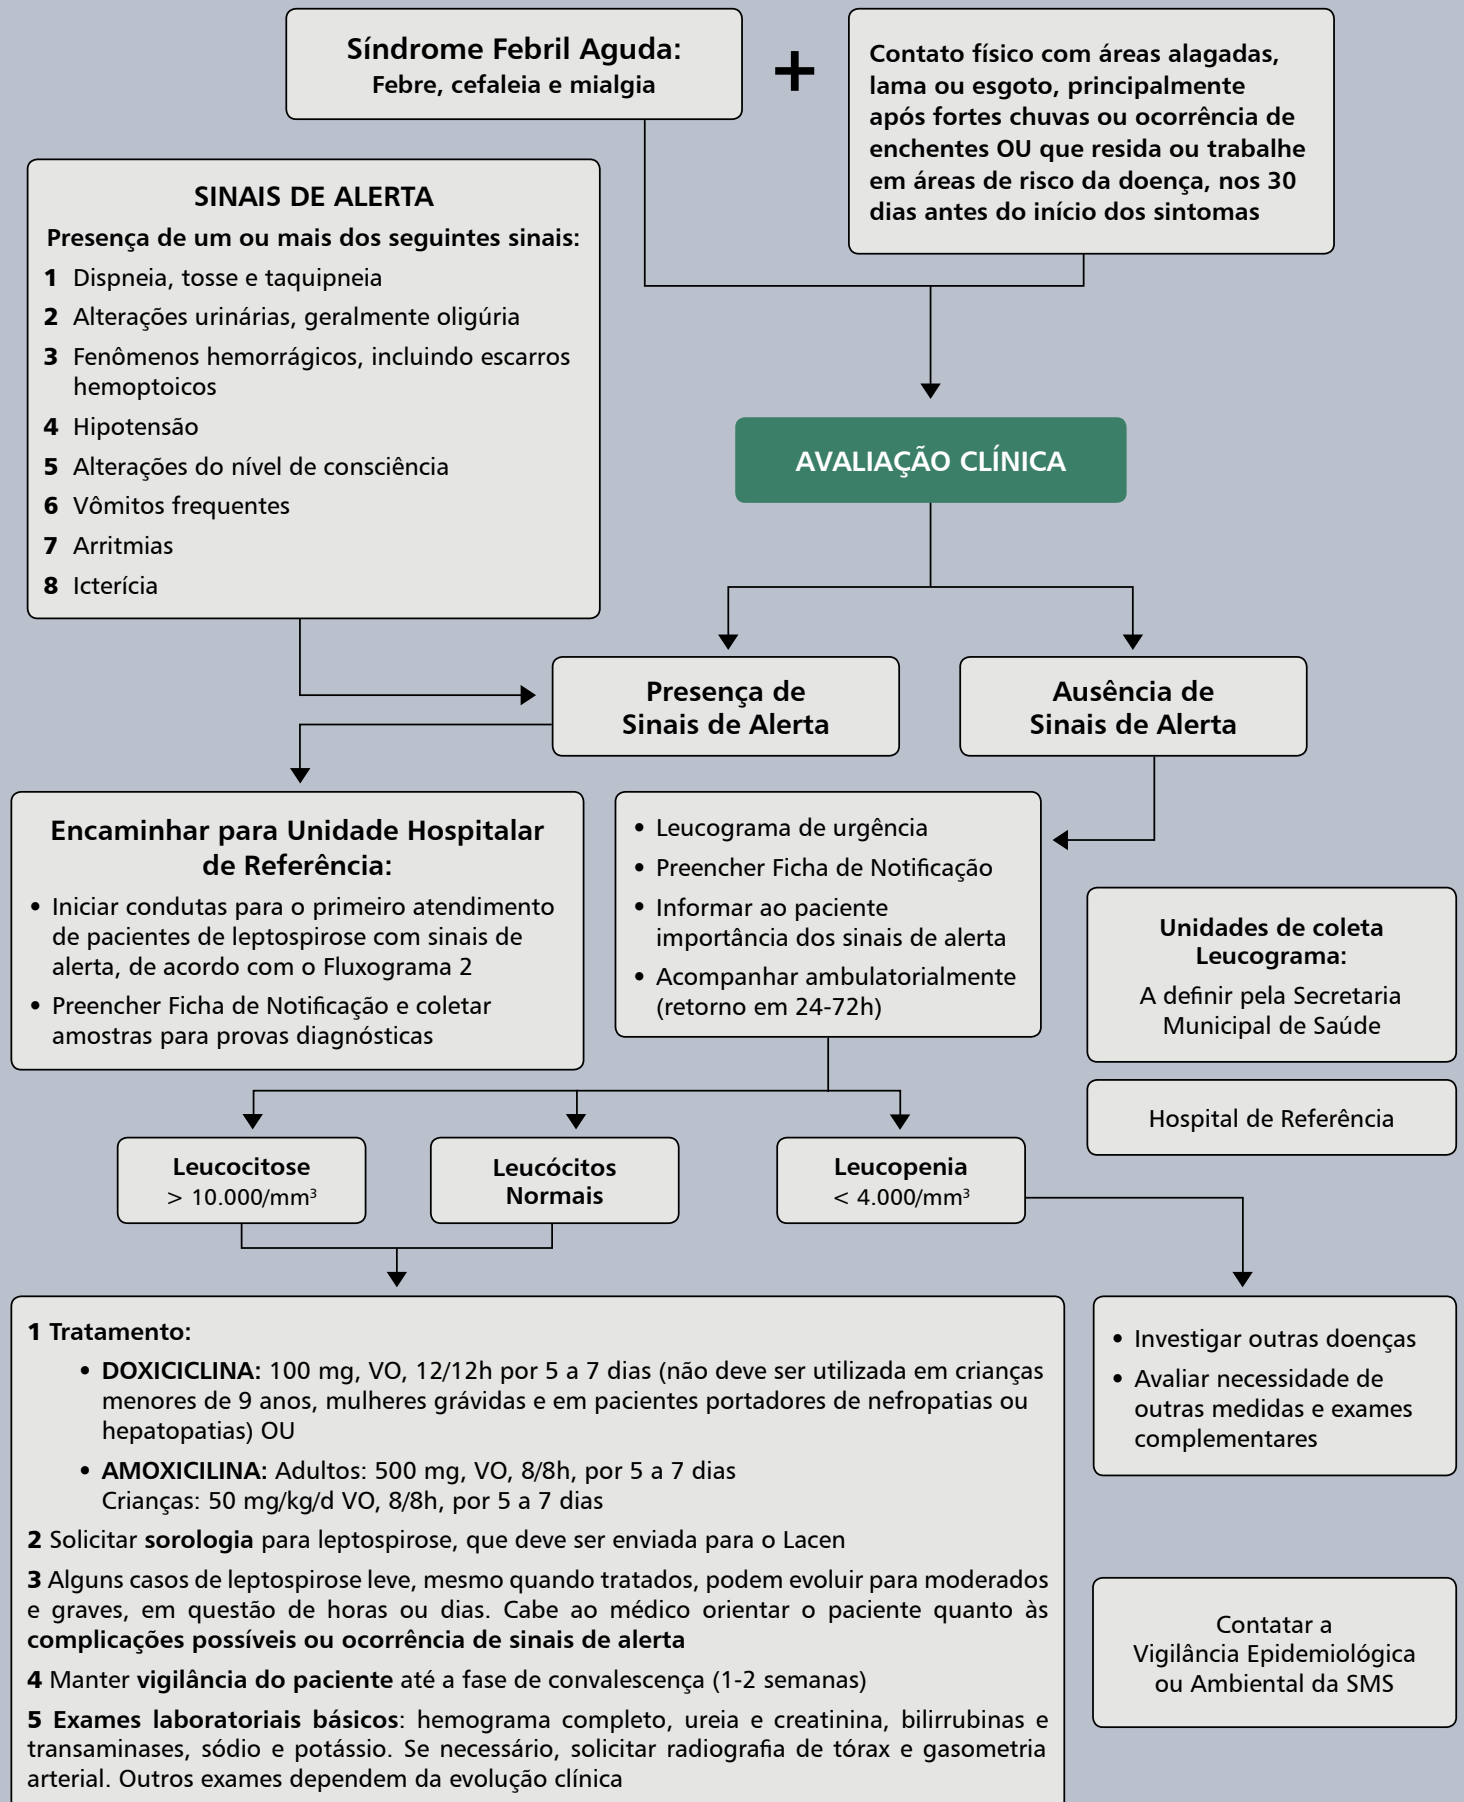 Síndrome Febril Aguda:
Febre, cefaleia e mialgia
+
Contato físico com áreas alagadas,
lama ou esgoto, principalmente
após fortes chuvas ou ocorrência de
enchentes OU que resida ou trabalhe
em áreas de risco da doença, nos 30
dias antes do início dos sintomas
SINAIS DE ALERTA
Presença de um ou mais dos seguintes sinais:
1 Dispneia, tosse e taquipneia
2 Alterações urinárias, geralmente oligúria
3 Fenômenos hemorrágicos, incluindo escarros
hemoptoicos
4 Hipotensão
5 Alterações do nível de consciência
6 Vômitos frequentes
7 Arritmias
8 Icterícia
AVALIAÇÃO CLÍNICA
Presença de
Sinais de Alerta
Ausência de
Sinais de Alerta
Encaminhar para Unidade Hospitalar
de Referência:
• Iniciar condutas para o primeiro atendimento
de pacientes de leptospirose com sinais de
alerta, de acordo com o Fluxograma 2
• Preencher Ficha de Notificação e coletar
amostras para provas diagnósticas
• Leucograma de urgência
• Preencher Ficha de Notificação
• Informar ao paciente
importância dos sinais de alerta
• Acompanhar ambulatorialmente
(retorno em 24-72h)
Unidades de coleta
Leucograma:
A definir pela Secretaria
Municipal de Saúde
Hospital de Referência
Leucocitose
> 10.000/mm³
Leucócitos
Normais
Leucopenia
< 4.000/mm³
1 Tratamento:
• DOXICICLINA: 100 mg, VO, 12/12h por 5 a 7 dias (não deve ser utilizada em crianças
menores de 9 anos, mulheres grávidas e em pacientes portadores de nefropatias ou
hepatopatias) OU
• AMOXICILINA: Adultos: 500 mg, VO, 8/8h, por 5 a 7 dias
Crianças: 50 mg/kg/d VO, 8/8h, por 5 a 7 dias
2 Solicitar sorologia para leptospirose, que deve ser enviada para o Lacen
3 Alguns casos de leptospirose leve, mesmo quando tratados, podem evoluir para moderados
e graves, em questão de horas ou dias. Cabe ao médico orientar o paciente quanto às
complicações possíveis ou ocorrência de sinais de alerta
4 Manter vigilância do paciente até a fase de convalescença (1-2 semanas)
5 Exames laboratoriais básicos: hemograma completo, ureia e creatinina, bilirrubinas e
transaminases, sódio e potássio. Se necessário, solicitar radiografia de tórax e gasometria
arterial. Outros exames dependem da evolução clínica
• Investigar outras doenças
• Avaliar necessidade de
outras medidas e exames
complementares
Contatar a
Vigilância Epidemiológica
ou Ambiental da SMS